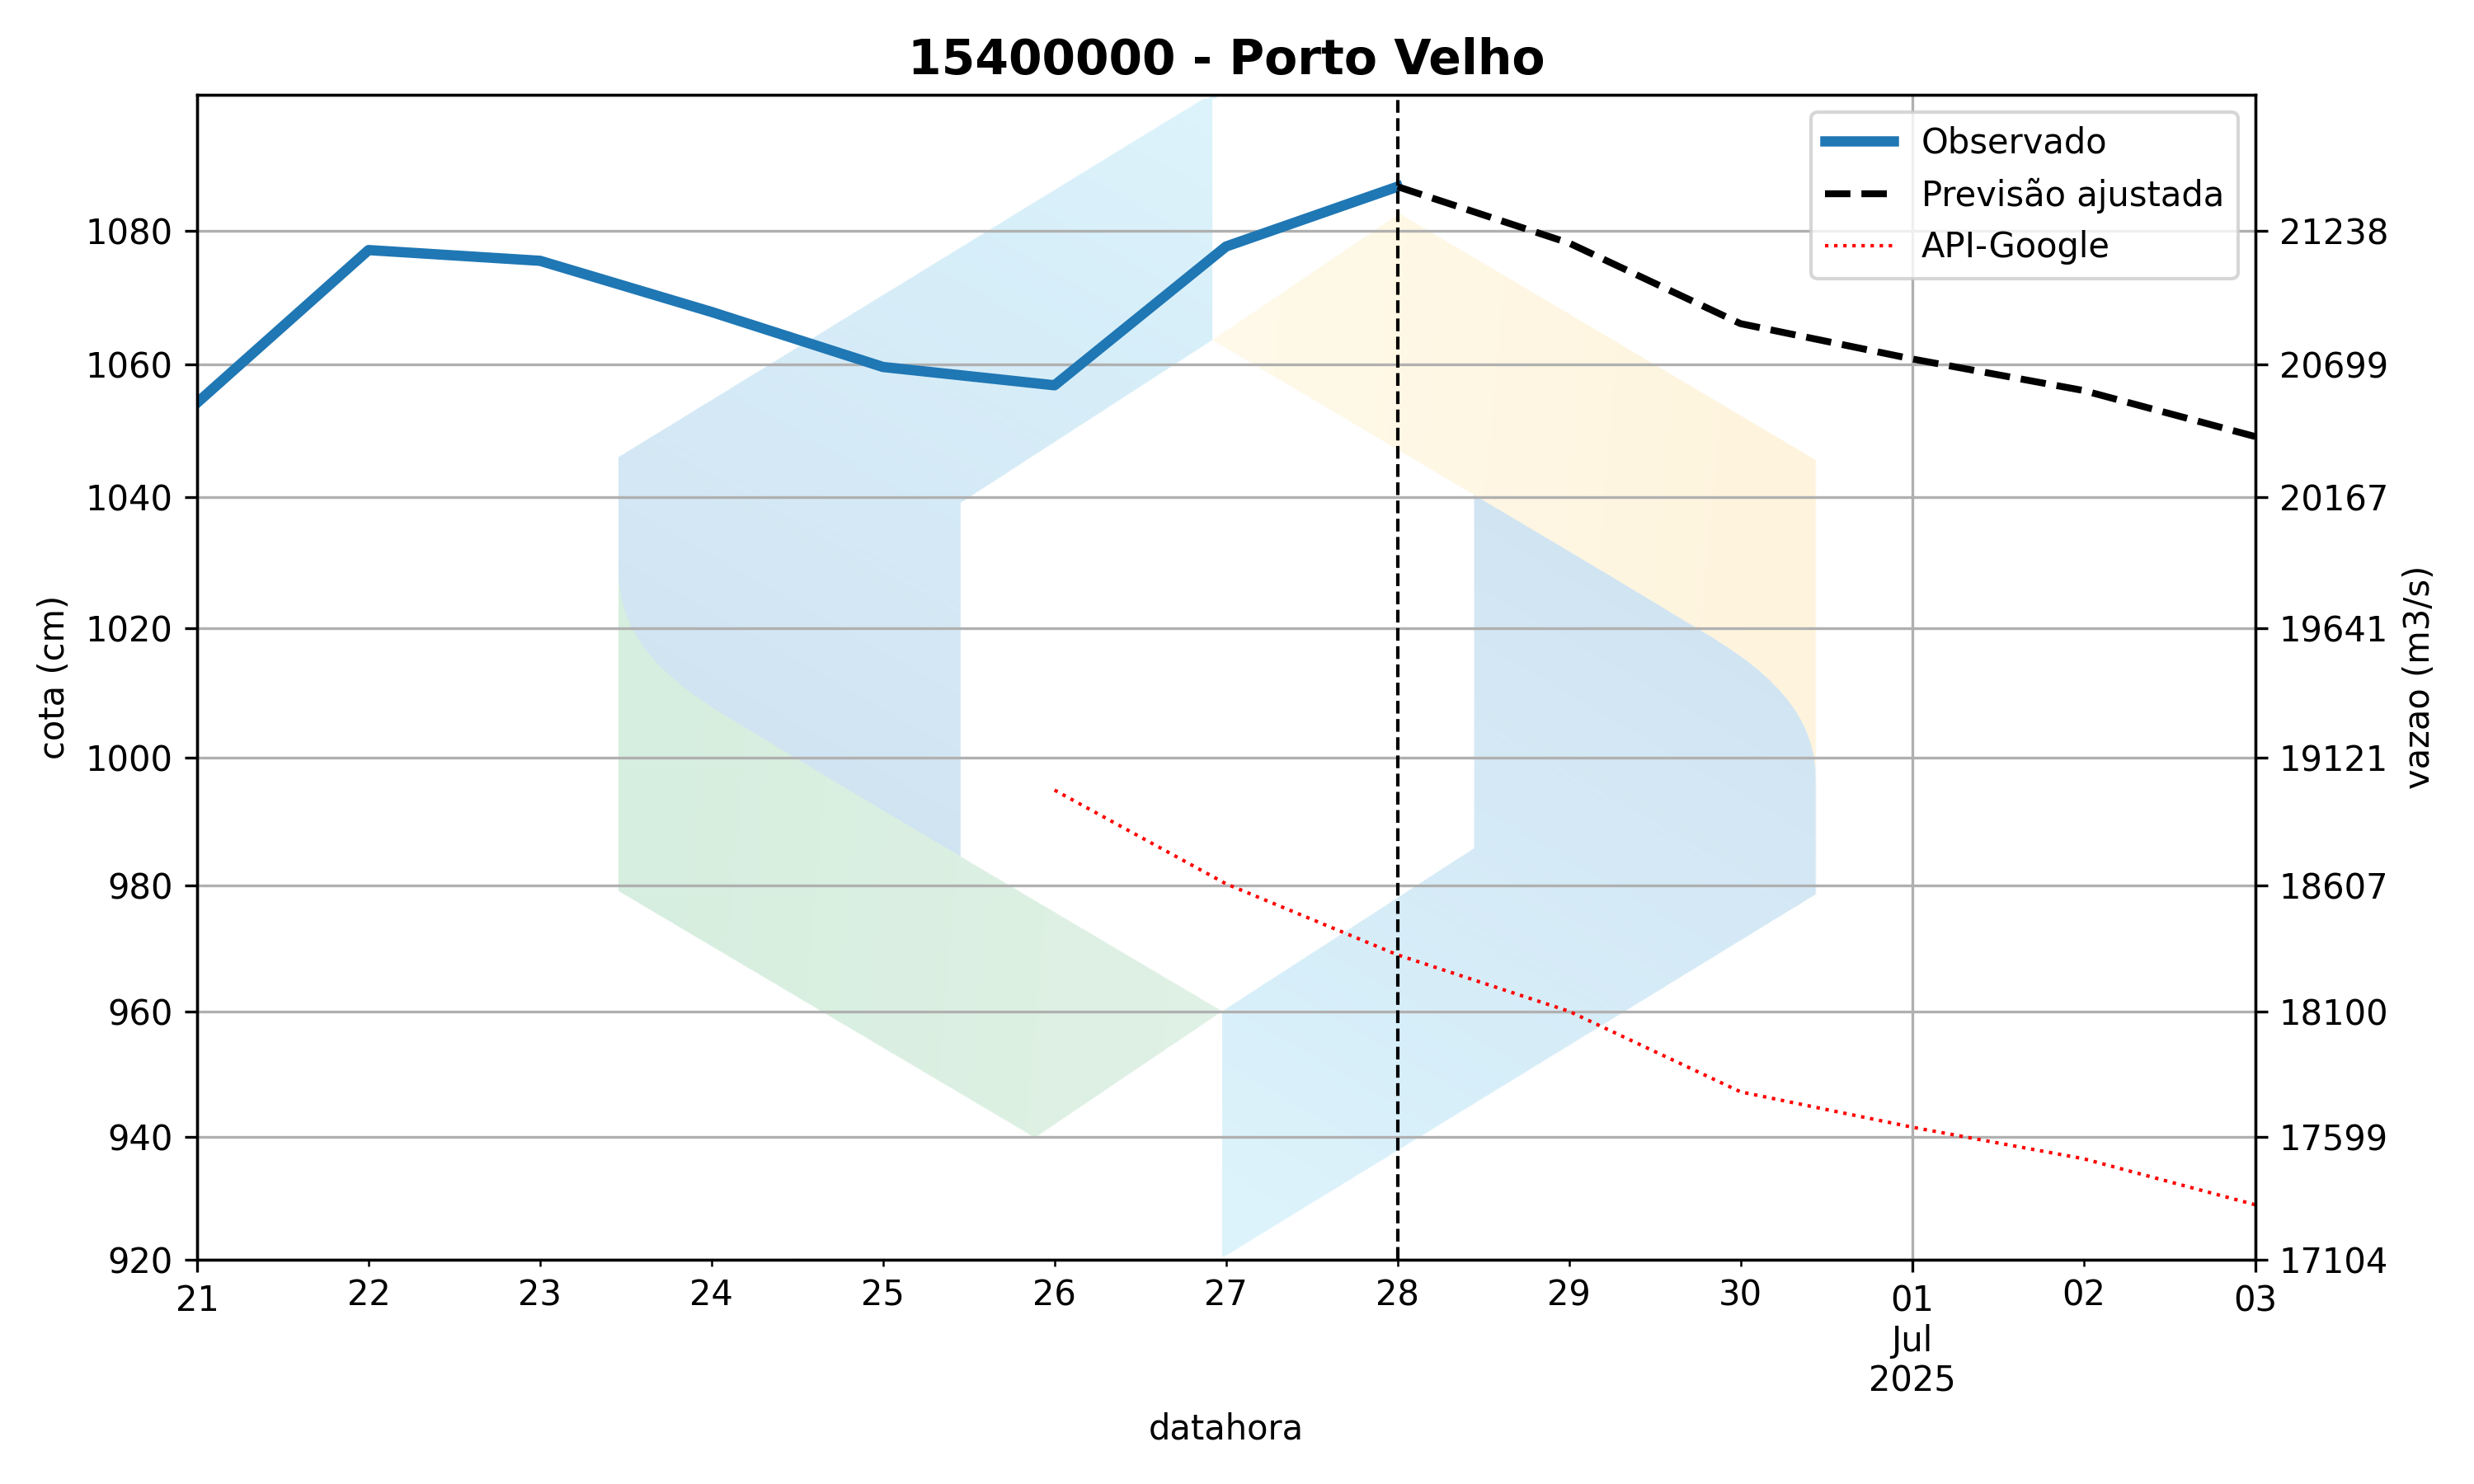 15400000 - Porto Velho
Observado
Previsão ajustada
API-Google
1080
1060
1040
1020
1000
980
960
940
920
cota (cm)
21238
20699
20167
19641
19121
18607
18100
17599
17104
vazao (m3/s)
21 22 23 24 25 26 27 28 29 30 01 02 03
Jul
2025
datahora